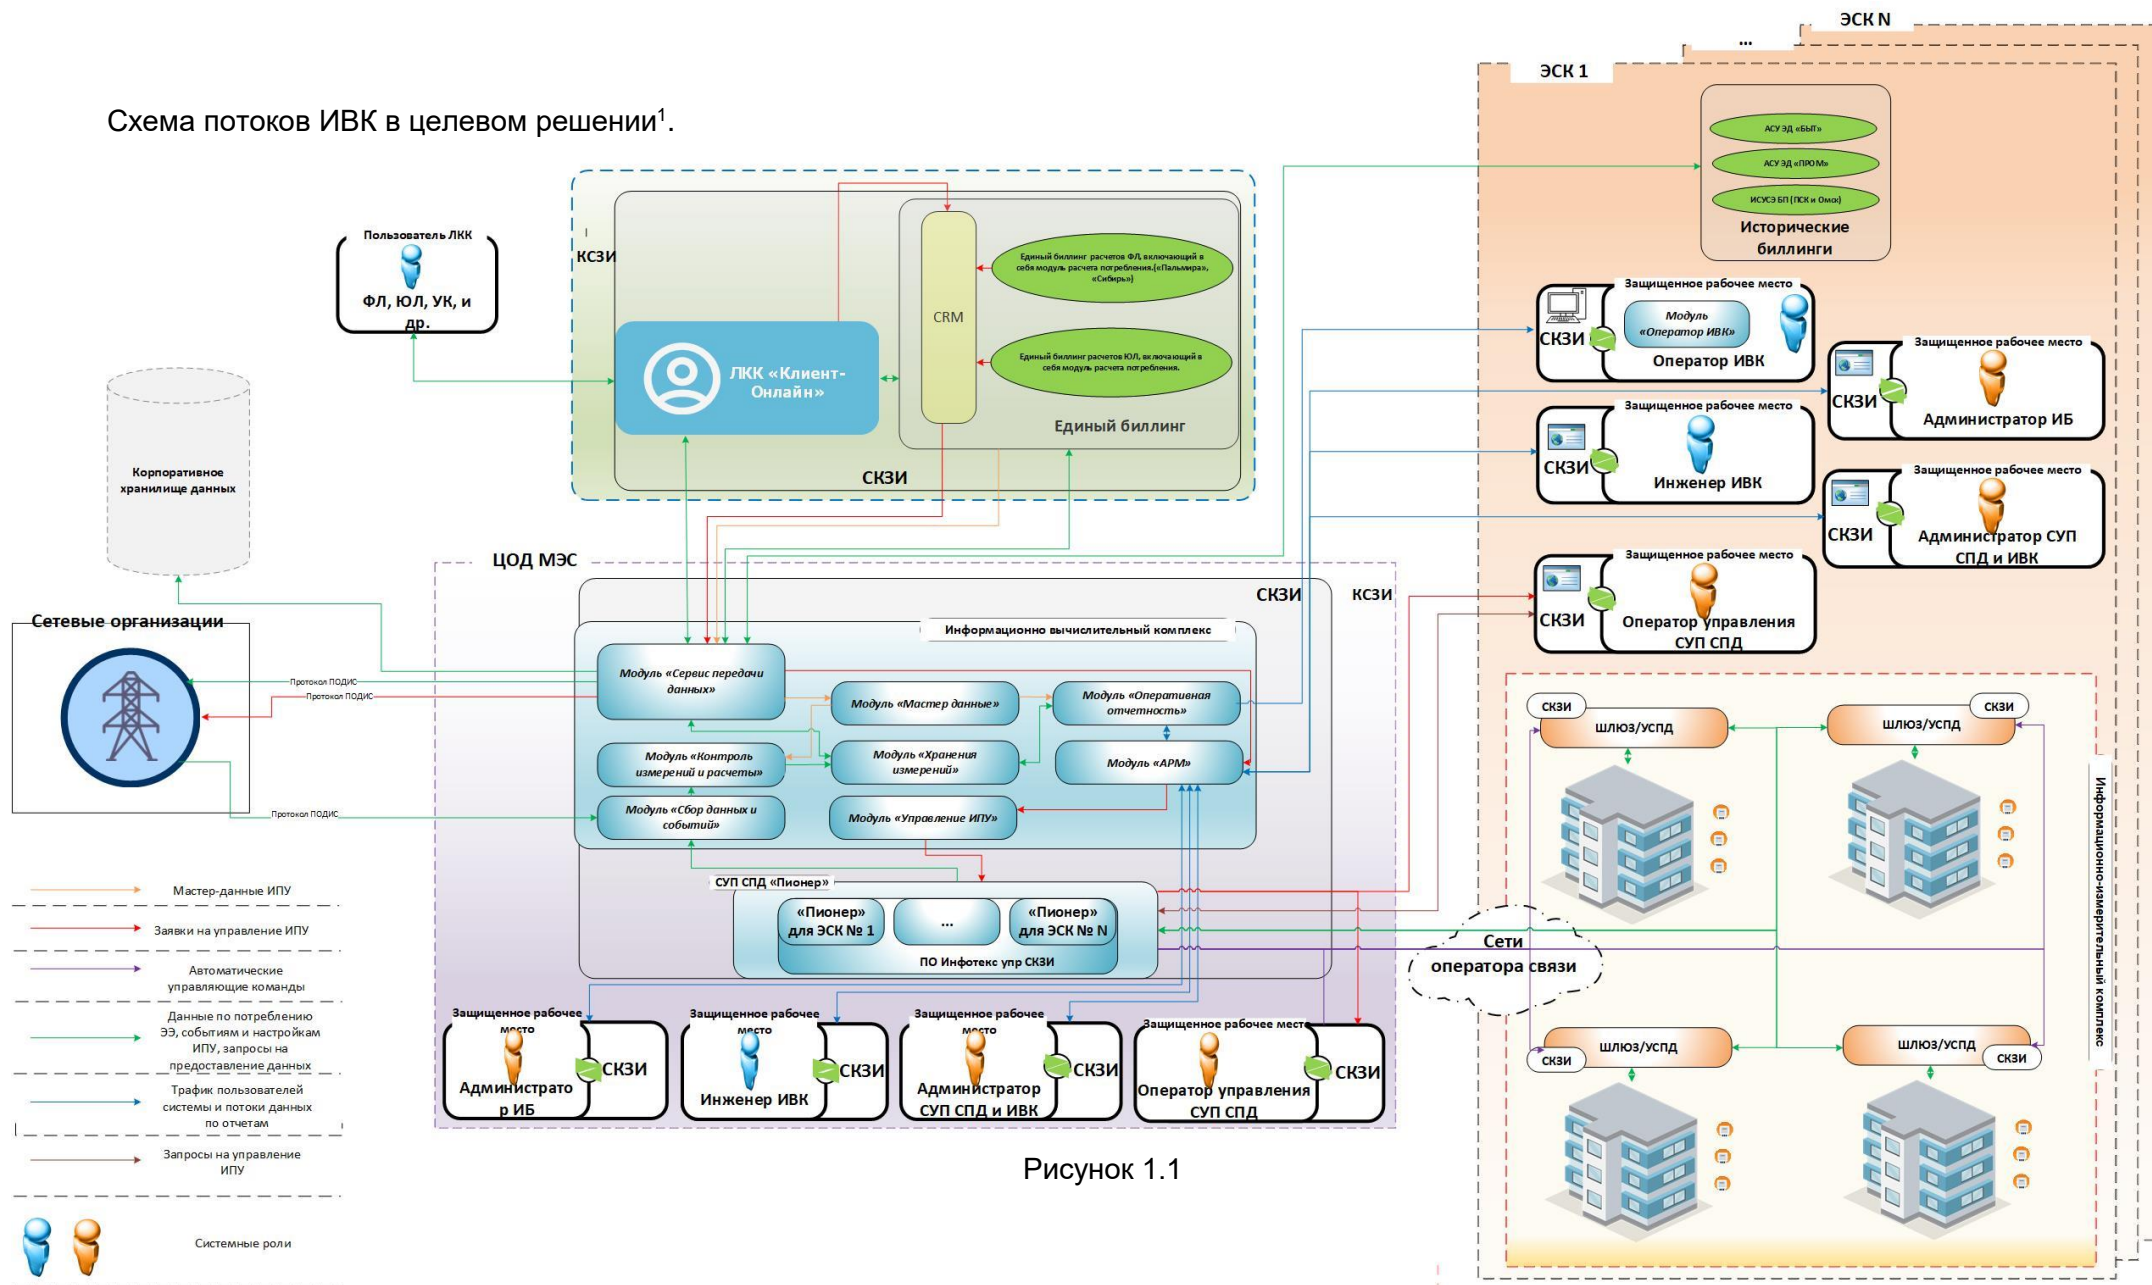 Схема потоков ИВК в целевом решении¹.
ЭСК N
...
ЭСК 1
АСУ ЭД «БЫТ»
АСУ ЭД «ПРОМ»
ИСУСЭ БП (ПСК и Омск)
Исторические
биллинги
Пользователь ЛКК
ФЛ, ЮЛ, УК, и
др.
КСЗИ
CRM
Единый биллинг расчетов ФЛ, включающий в
себя модуль расчета потребления.(«Пальмира»,
«Сибирь»)
Единый биллинг расчетов ЮЛ, включающий в
себя модуль расчета потребления.
ЛКК «Клиент-
Онлайн»
Единый биллинг
СКЗИ
Защищенное рабочее место
Модуль
«Оператор ИВК»
СКЗИ
Оператор ИВК
Защищенное рабочее место
СКЗИ
Администратор ИБ
Защищенное рабочее место
СКЗИ
Инженер ИВК
Защищенное рабочее место
СКЗИ
Администратор СУП
СПД и ИВК
Защищенное рабочее место
СКЗИ
Оператор управления
СУП СПД
Корпоративное
хранилище данных
Сетевые организации
Протокол ПОДИС
Протокол ПОДИС
Протокол ПОДИС
ЦОД МЭС
СКЗИ
КСЗИ
Информационно вычислительный комплекс
Модуль «Сервис передачи
данных»
Модуль «Мастер данные»
Модуль «Оперативная
отчетность»
Модуль «Контроль
измерений и расчеты»
Модуль «Хранения
измерений»
Модуль «АРМ»
Модуль «Сбор данных и
событий»
Модуль «Управление ИПУ»
СУП СПД «Пионер»
«Пионер»
для ЭСК № 1
...
«Пионер»
для ЭСК № N
ПО Инфотекс упр СКЗИ
Защищенное рабочее
место
СКЗИ
Администрато
р ИБ
Защищенное рабочее
место
СКЗИ
Инженер ИВК
Защищенное рабочее
место
СКЗИ
Администратор
СУП СПД и ИВК
Защищенное рабочее место
СКЗИ
Оператор управления
СУП СПД
Сети
оператора связи
СКЗИ
ШЛЮЗ/УСПД
СКЗИ
ШЛЮЗ/УСПД
СКЗИ
ШЛЮЗ/УСПД
СКЗИ
ШЛЮЗ/УСПД
Информационно-измерительный комплекс
Мастер-данные ИПУ
Заявки на управление ИПУ
Автоматические
управляющие команды
Данные по потреблению
ЭЭ, событиям и настройкам
ИПУ, запросы на
предоставление данных
Трафик пользователей
системы и потоки данных
по отчетам
Запросы на управление
ИПУ
Системные роли
Рисунок 1.1